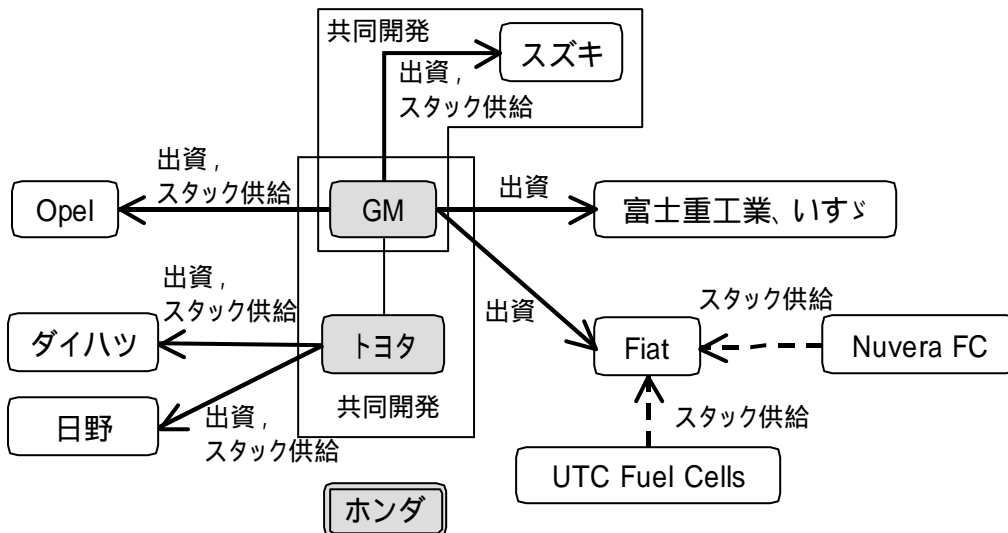 共同開発
スズキ
出資，
スタック供給
出資，
スタック供給
Opel
GM
出資
富士重工業、いすゞ
出資，
スタック供給
出資
スタック供給
ダイハツ
トヨタ
Fiat
Nuvera FC
日野
出資，
スタック供給
共同開発
スタック供給
UTC Fuel Cells
ホンダ